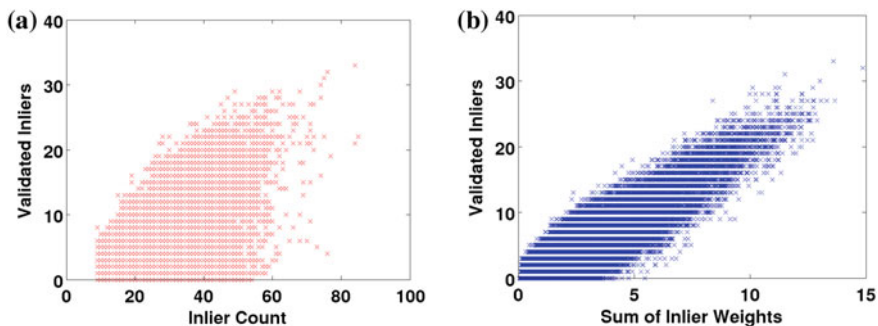 (a)
40
30
20
10
0
Validated Inliers
0 20 40 60 80 100
Inlier Count
(b)
40
30
20
10
0
Validated Inliers
0 5 10 15
Sum of Inlier Weights